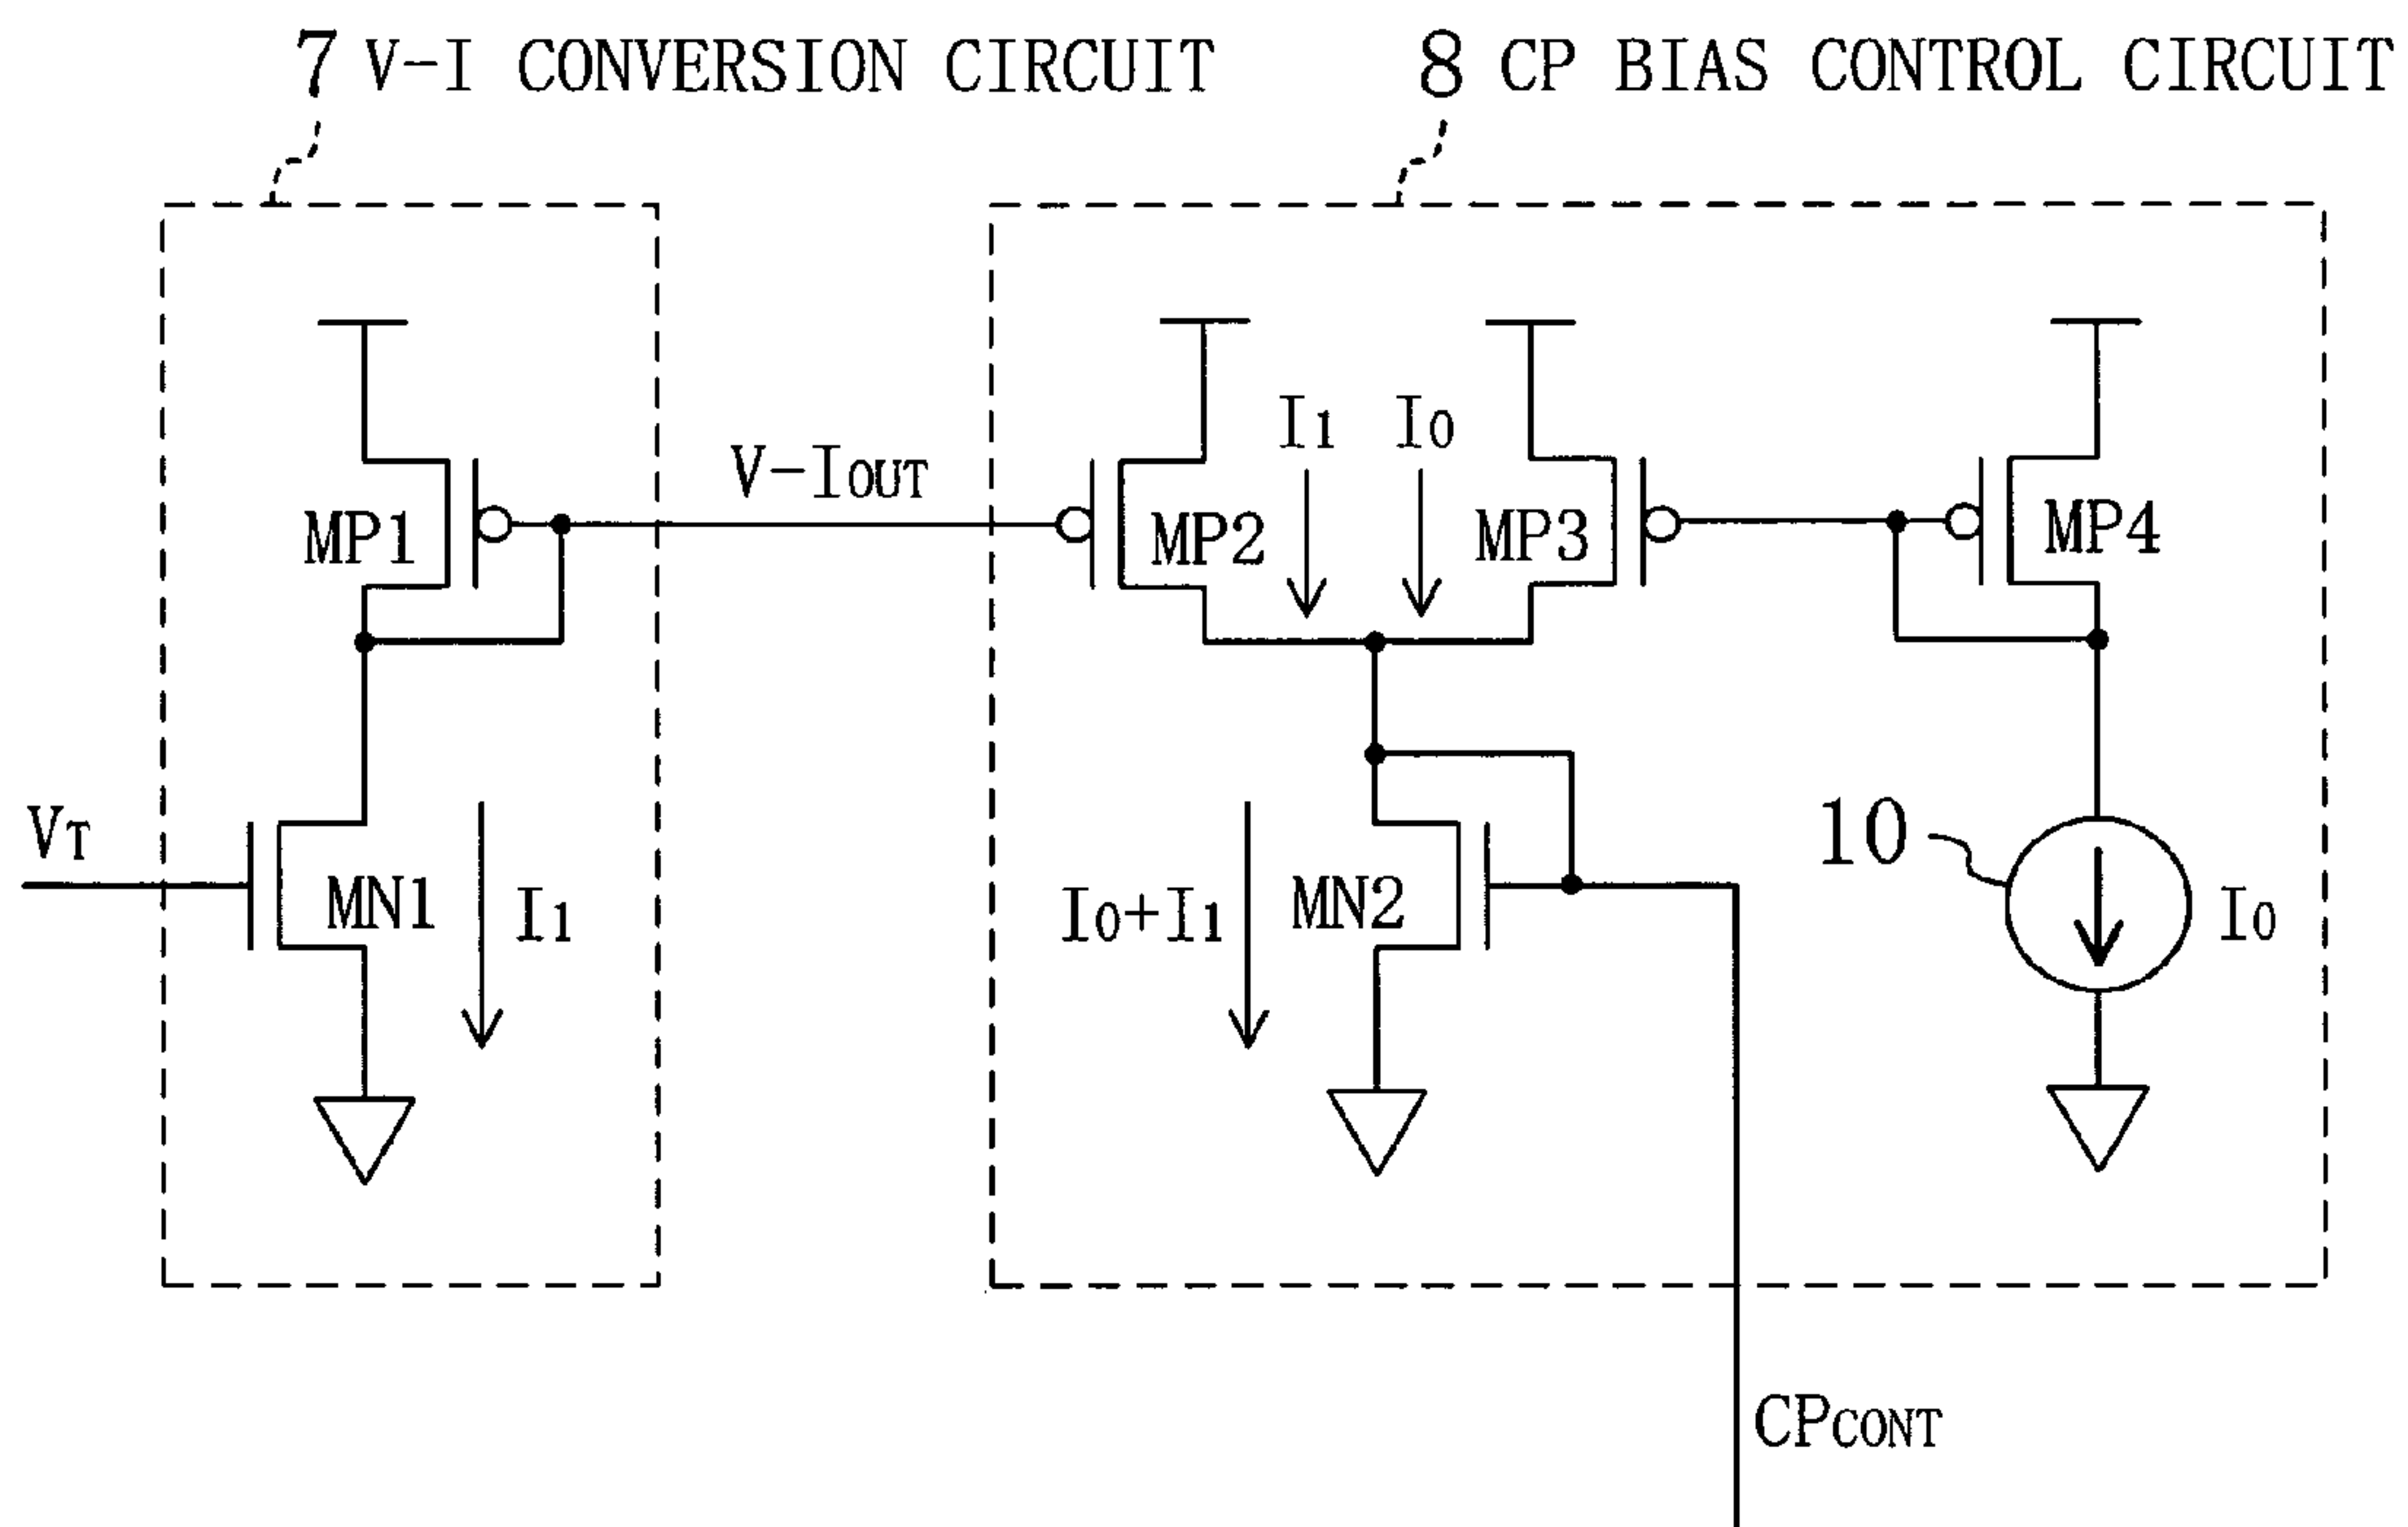 7 V-I CONVERSION CIRCUIT
8 CP BIAS CONTROL CIRCUIT
V-IOUT
I1
I0
MP1
MP2
MP3
MP4
VT
MN1
I1
I0+I1
MN2
10
I0
CPCONT